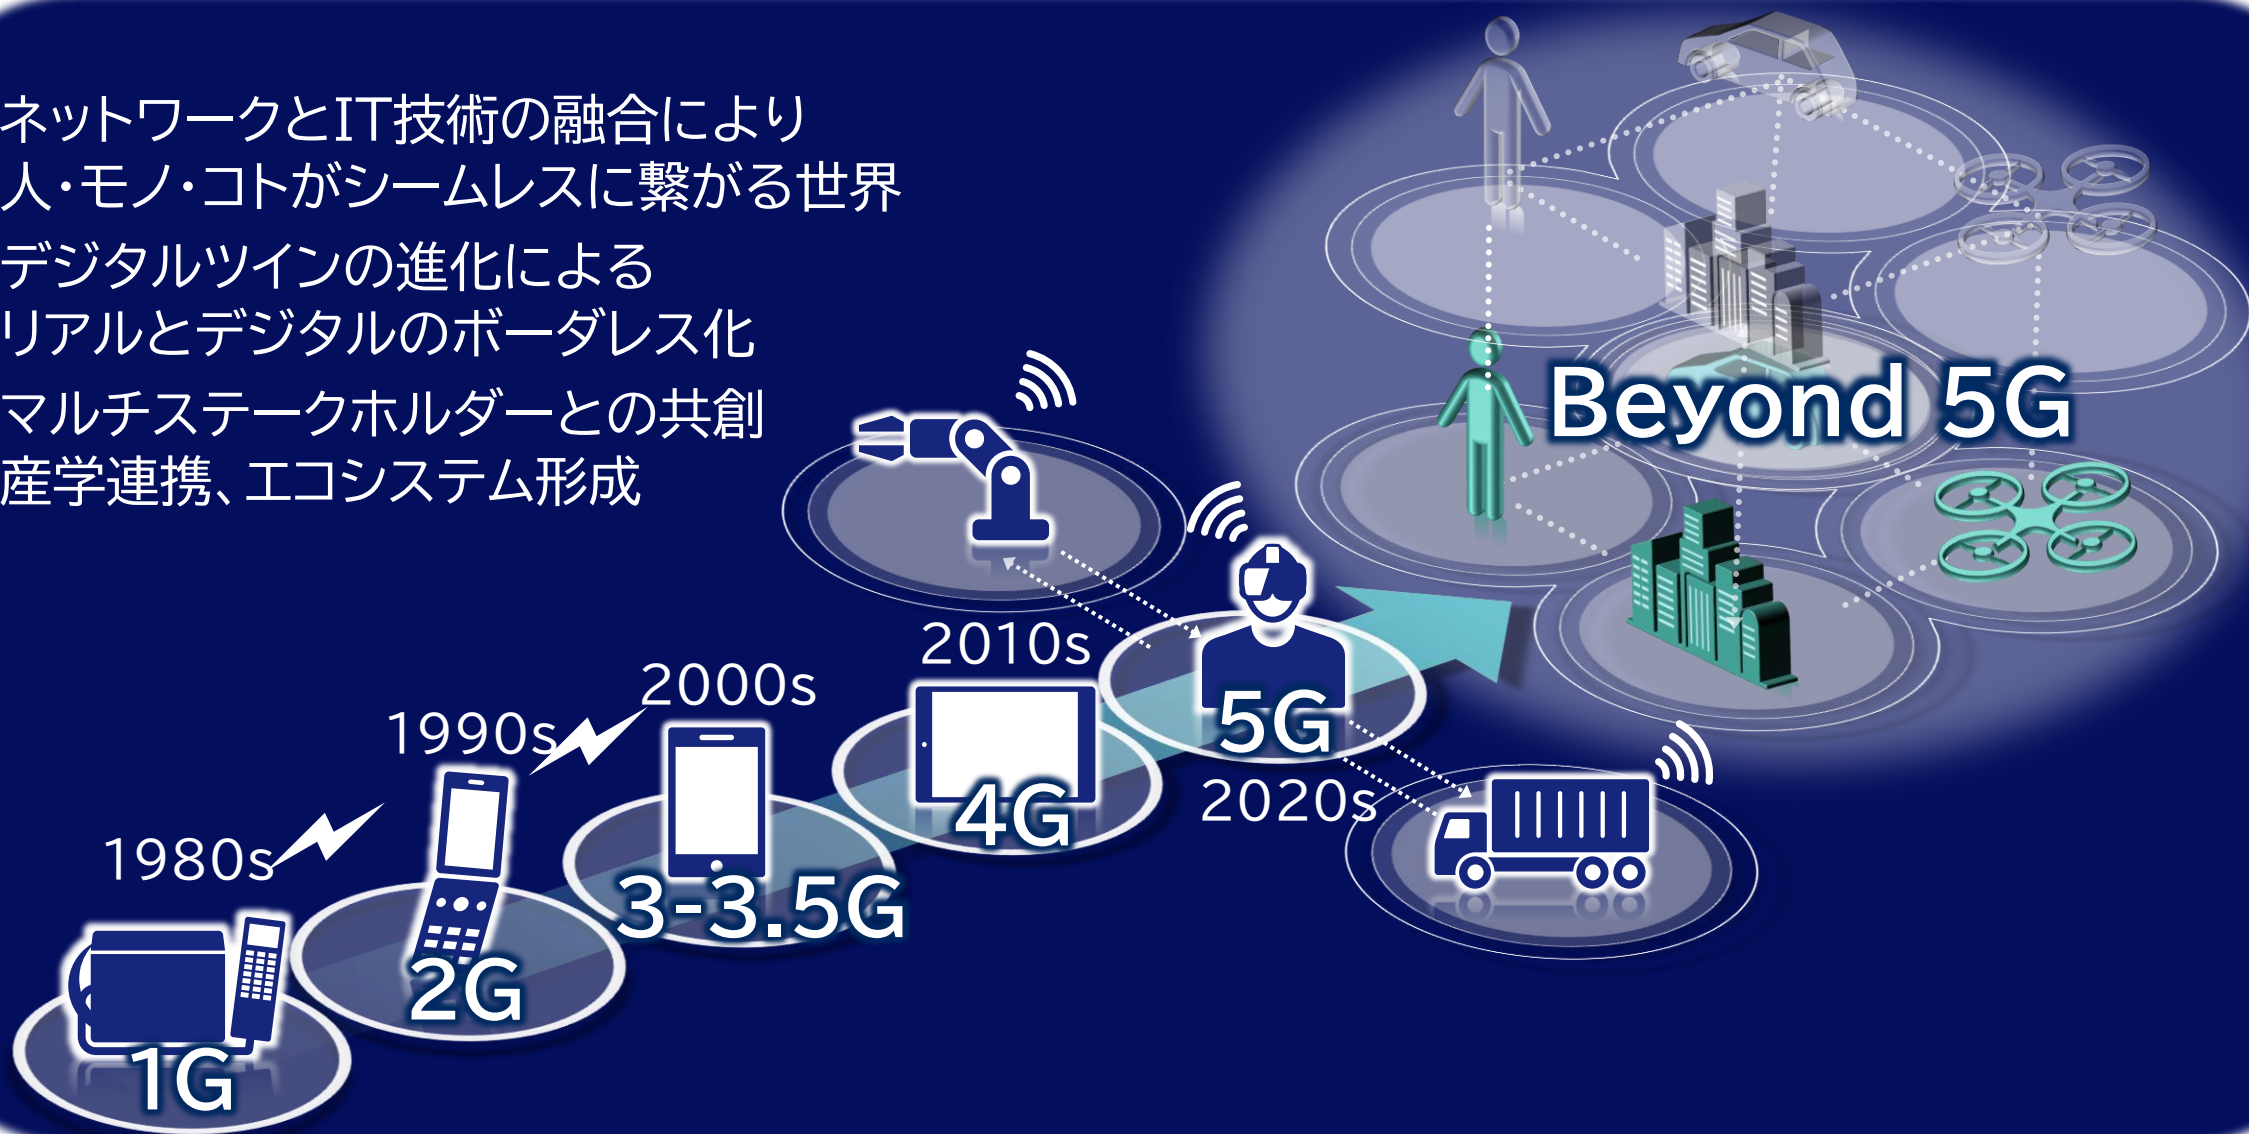 ネットワークとIT技術の融合により
人・モノ・コトがシームレスに繋がる世界
デジタルツインの進化による
リアルとデジタルのボーダレス化
マルチステークホルダーとの共創
産学連携、エコシステム形成
Beyond 5G
2010s
2000s
1990s
5G
2020s
4G
1980s
3-3.5G
2G
1G